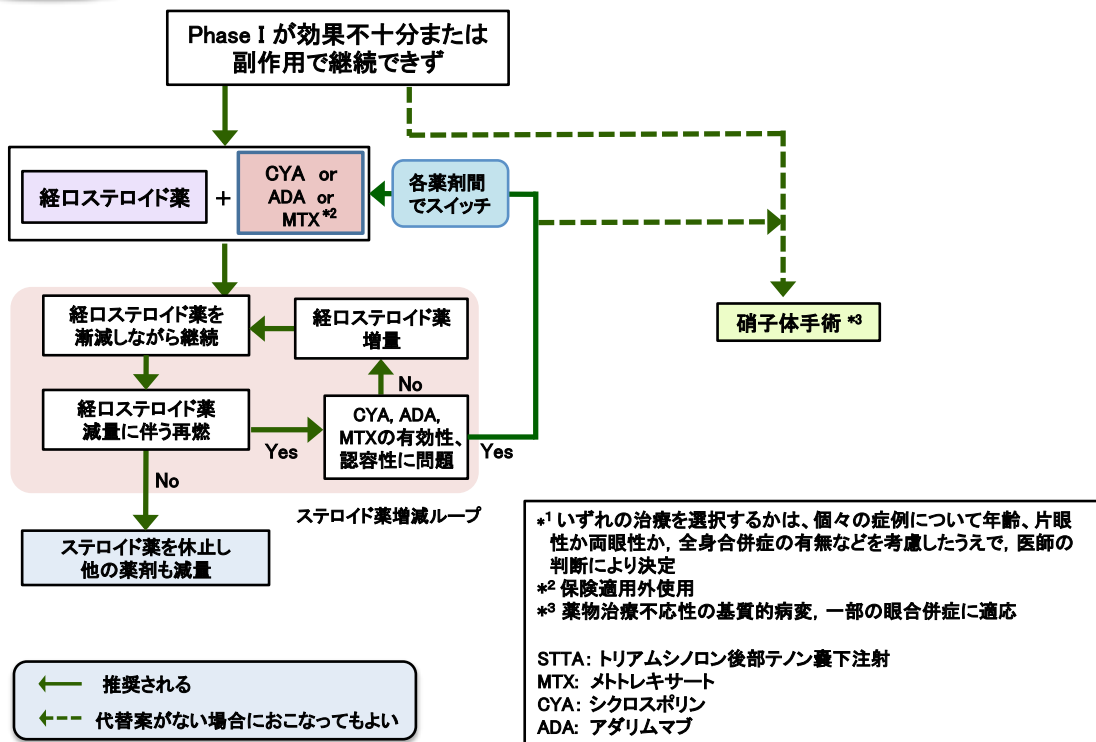 Phase I が効果不十分または
副作用で継続できず
経口ステロイド薬
+
CYA or
ADA or
MTX*2
各薬剤間
でスイッチ
経口ステロイド薬を
漸減しながら継続
経口ステロイド薬
増量
硝子体手術 *3
No
経口ステロイド薬
減量に伴う再燃
Yes
CYA, ADA,
MTXの有効性、
認容性に問題
Yes
No
ステロイド薬増減ループ
ステロイド薬を休止し
他の薬剤も減量
*1 いずれの治療を選択するかは、個々の症例について年齢、片眼
性か両眼性か, 全身合併症の有無などを考慮したうえで, 医師の
判断により決定
*2 保険適用外使用
*3 薬物治療不応性の基質的病変, 一部の眼合併症に適応
STTA: トリアムシノロン後部テノン嚢下注射
MTX: メトトレキサート
CYA: シクロスポリン
ADA: アダリムマブ
推奨される
代替案がない場合におこなってもよい